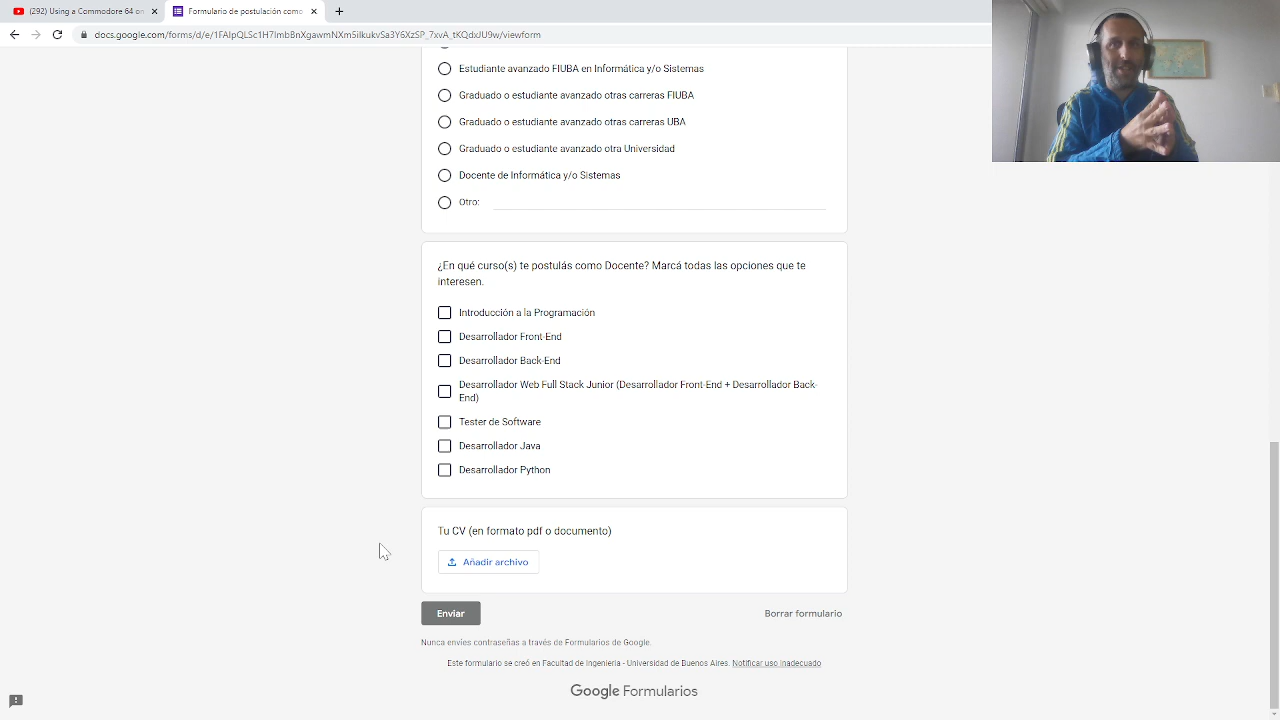 (292) Using a Commodore 64 on
Formulario de postulación como
docs.google.com/forms/d/e/1FAIpQLSc1H7ImbBnXgawmNXmSilkukvSa3Y6XzSP_7xvA_tKQdxJU9w/viewform
Estudiante avanzado FIUBA en Informática y/o Sistemas
Graduado o estudiante avanzado otras carreras FIUBA
Graduado o estudiante avanzado otras carreras UBA
Graduado o estudiante avanzado otra Universidad
Docente de Informática y/o Sistemas
Otro:
¿En qué curso(s) te postulás como Docente? Marcá todas las opciones que te
interesen.
Introducción a la Programación
Desarrollador Front-End
Desarrollador Back-End
Desarrollador Web Full Stack Junior (Desarrollador Front-End + Desarrollador Back-
End)
Tester de Software
Desarrollador Java
Desarrollador Python
Tu CV (en formato pdf o documento)
Añadir archivo
Enviar
Borrar formulario
Nunca envíes contraseñas a través de Formularios de Google.
Este formulario se creó en Facultad de Ingeniería - Universidad de Buenos Aires. Notificar uso inadecuado
Google Formularios